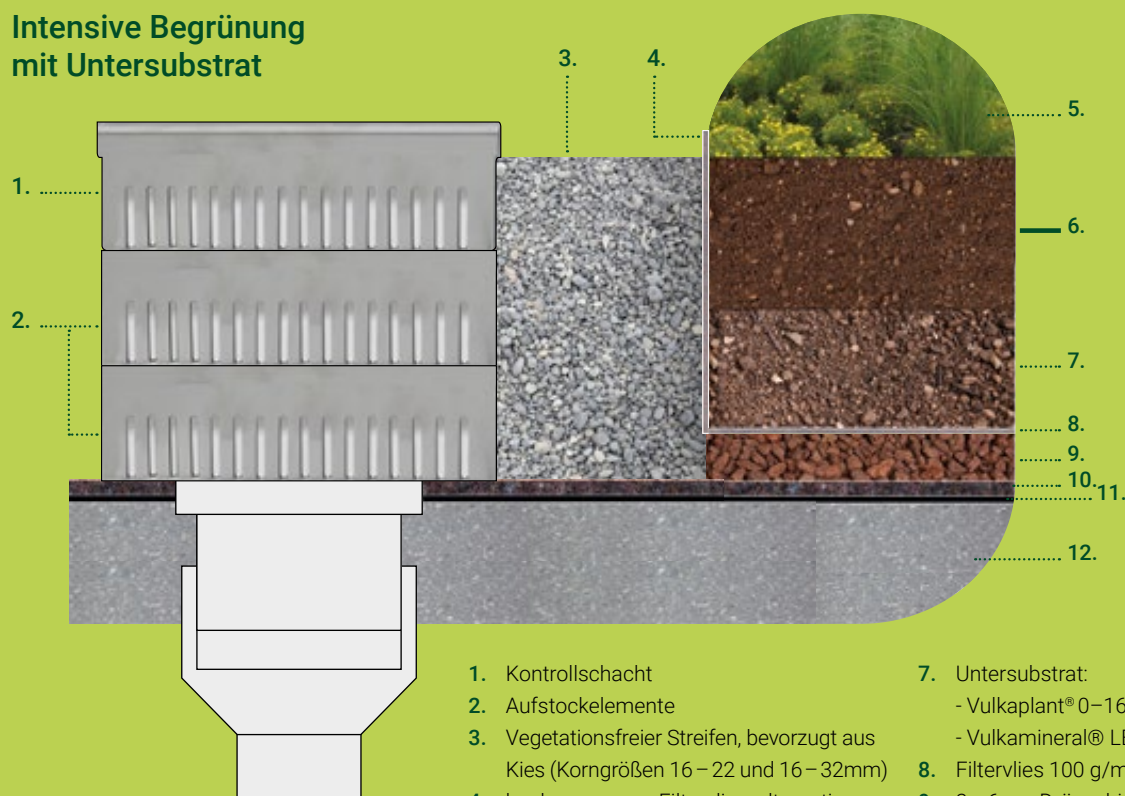 Intensive Begrünung
mit Untersubstrat
3.
4.
5.
1.
6.
2.
7.
8.
9.
10.
11.
12.
1. Kontrollschacht
2. Aufstockelemente
3. Vegetationsfreier Streifen, bevorzugt aus
Kies (Korngrößen 16–22 und 16–32mm)
7. Untersubstrat:
- Vulkaplant® 0–16
- Vulkamineral® L
8. Filtervlies 100 g/m